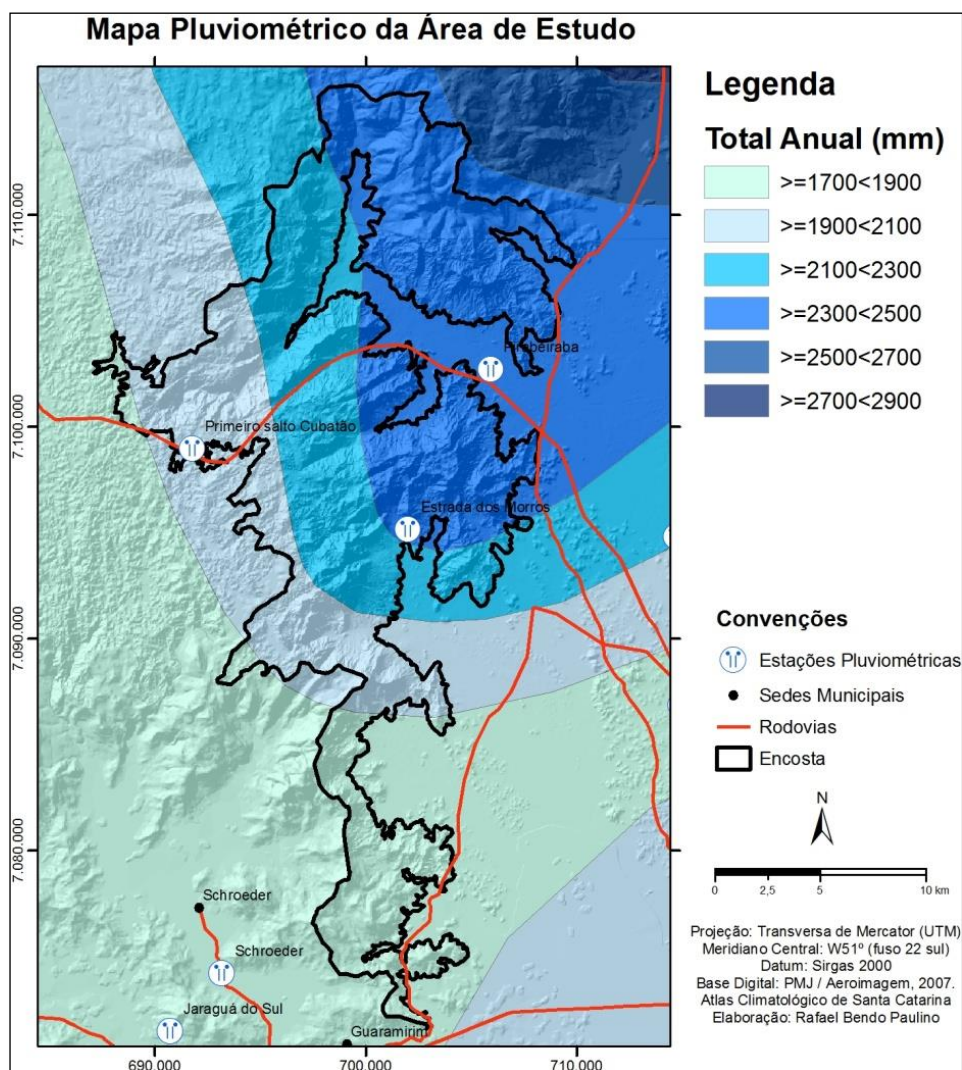 Mapa Pluviométrico da Área de Estudo
7.110.000
7.100.000
7.090.000
7.080.000
690.000
700.000
710.000
Pirabeiraba
Primeiro salto Cubatão
Estrada dos Morros
Schroeder
Schroeder
Jaraguá do Sul
Guaramirim
Legenda
Total Anual (mm)
>=1700<1900
>=1900<2100
>=2100<2300
>=2300<2500
>=2500<2700
>=2700<2900
Convenções
Estações Pluviométricas
Sedes Municipais
Rodovias
Encosta
N
0 2,5 5 10 km
Projeção: Transversa de Mercator (UTM)
Meridiano Central: W51º (fuso 22 sul)
Datum: Sirgas 2000
Base Digital: PMJ / Aeroimagem, 2007.
Atlas Climatológico de Santa Catarina
Elaboração: Rafael Bendo Paulino